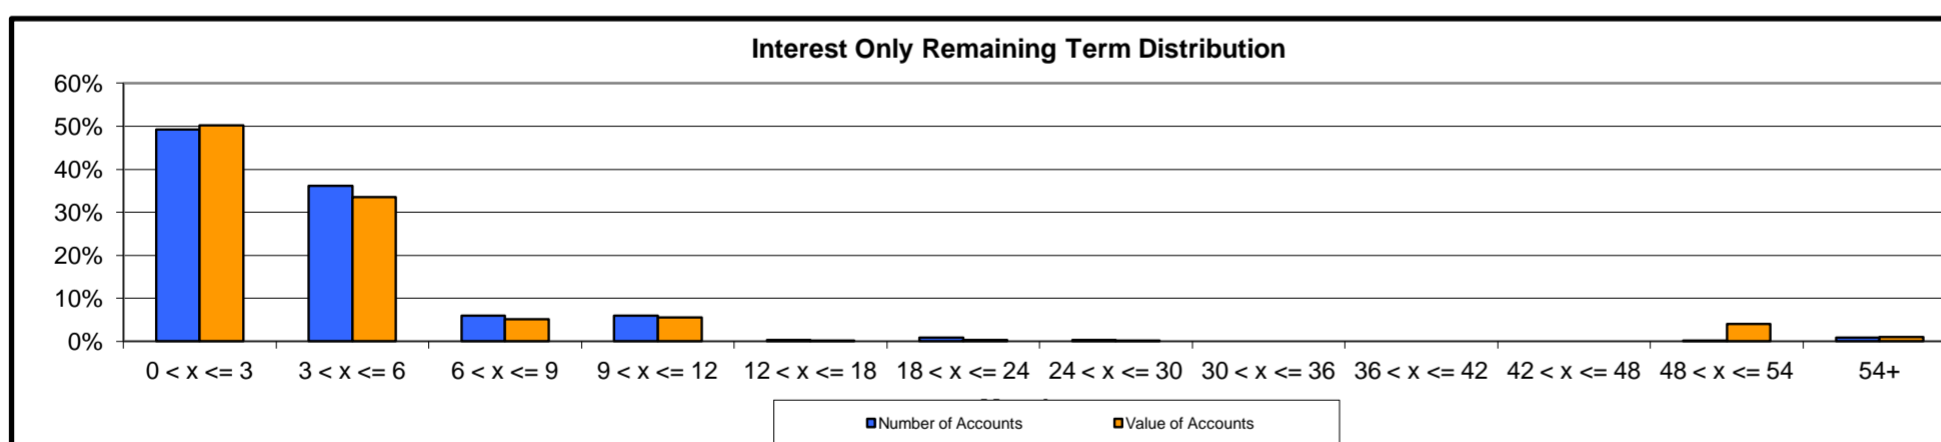 Interest Only Remaining Term Distribution
60%
50%
40%
30%
20%
10%
0%
0 < x <= 3 3 < x <= 6 6 < x <= 9 9 < x <= 12 12 < x <= 18 18 < x <= 24 24 < x <= 30 30 < x <= 36 36 < x <= 42 42 < x <= 48 48 < x <= 54 54+
Number of Accounts Value of Accounts